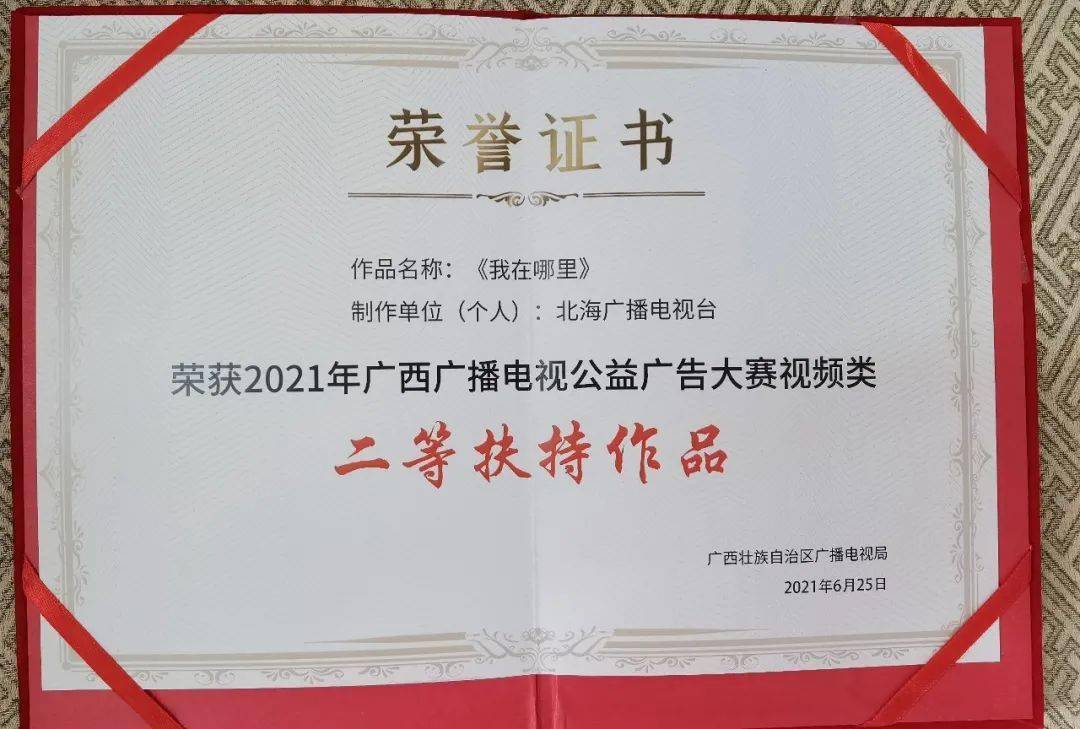 荣誉证书
作品名称：《我在哪里》
制作单位（个人）：北海广播电视台
荣获2021年广西广播电视公益广告大赛视频类
二等扶持作品
广西壮族自治区广播电视局
2021年6月25日